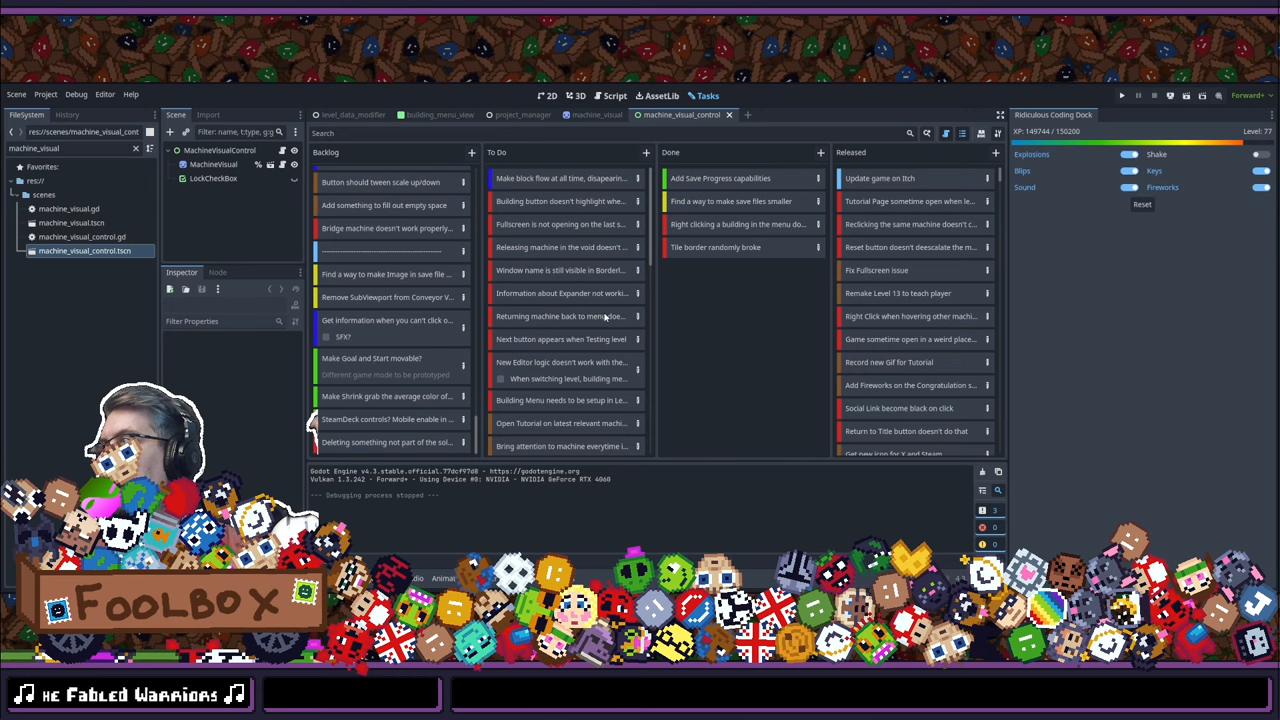 Scene Project Debug Editor Help
2D 3D Script AssetLib Tasks
Forward+
FileSystem History
Scene Import
level_data_modifier building_menu_view project_manager machine_visual machine_visual_control
Ridiculous Coding Dock
res://scenes/machine_visual_cont
Filter: name, t:type, g:g
Search
XP: 149744 / 150200 Level: 77
machine_visual
MachineVisualControl
Backlog To Do Done Released
Explosions Shake
Favorites:
MachineVisual
Blips Keys
res://
LockCheckBox
Sound Fireworks
scenes
Reset
machine_visual.gd
machine_visual.tscn
machine_visual_control.gd
machine_visual_control.tscn
Inspector Node
Filter Properties
Button should tween scale up/down
Add something to fill out empty space
Bridge machine doesn't work properly...
--------------------------------------------
Find a way to make Image in save file ...
Remove SubViewport from Conveyor V...
Get information when you can't click o...
SFX?
Make Goal and Start movable?
Different game mode to be prototyped
Make Shrink grab the average color of...
SteamDeck controls? Mobile enable in ...
Deleting something not part of the sol...
Make block flow at all time, disapearin...
Building button doesn't highlight whe...
Fullscreen is not opening on the last s...
Releasing machine in the void doesn't ...
Window name is still visible in Borderl...
Information about Expander not worki...
Returning machine back to menu doe...
Next button appears when Testing level
New Editor logic doesn't work with the...
When switching level, building me...
Building Menu needs to be setup in Le...
Open Tutorial on latest relevant machi...
Bring attention to machine everytime i...
Add Save Progress capabilities
Find a way to make save files smaller
Right clicking a building in the menu do...
Tile border randomly broke
Update game on Itch
Tutorial Page sometime open when le...
Reclicking the same machine doesn't c...
Reset button doesn't deescalate the m...
Fix Fullscreen issue
Remake Level 13 to teach player
Right Click when hovering other machi...
Game sometime open in a weird place...
Record new Gif for Tutorial
Add Fireworks on the Congratulation s...
Social Link become black on click
Return to Title button doesn't do that
Get new icon for X and Steam
Godot Engine v4.3.stable.official.77dcf97d8 - https://godotengine.org
Vulkan 1.3.242 - Forward+ - Using Device #0: NVIDIA - NVIDIA GeForce RTX 4060
--- Debugging process stopped ---
3
0
0
dio Animat
FOOLBOX
HE FABLED WARRIORS